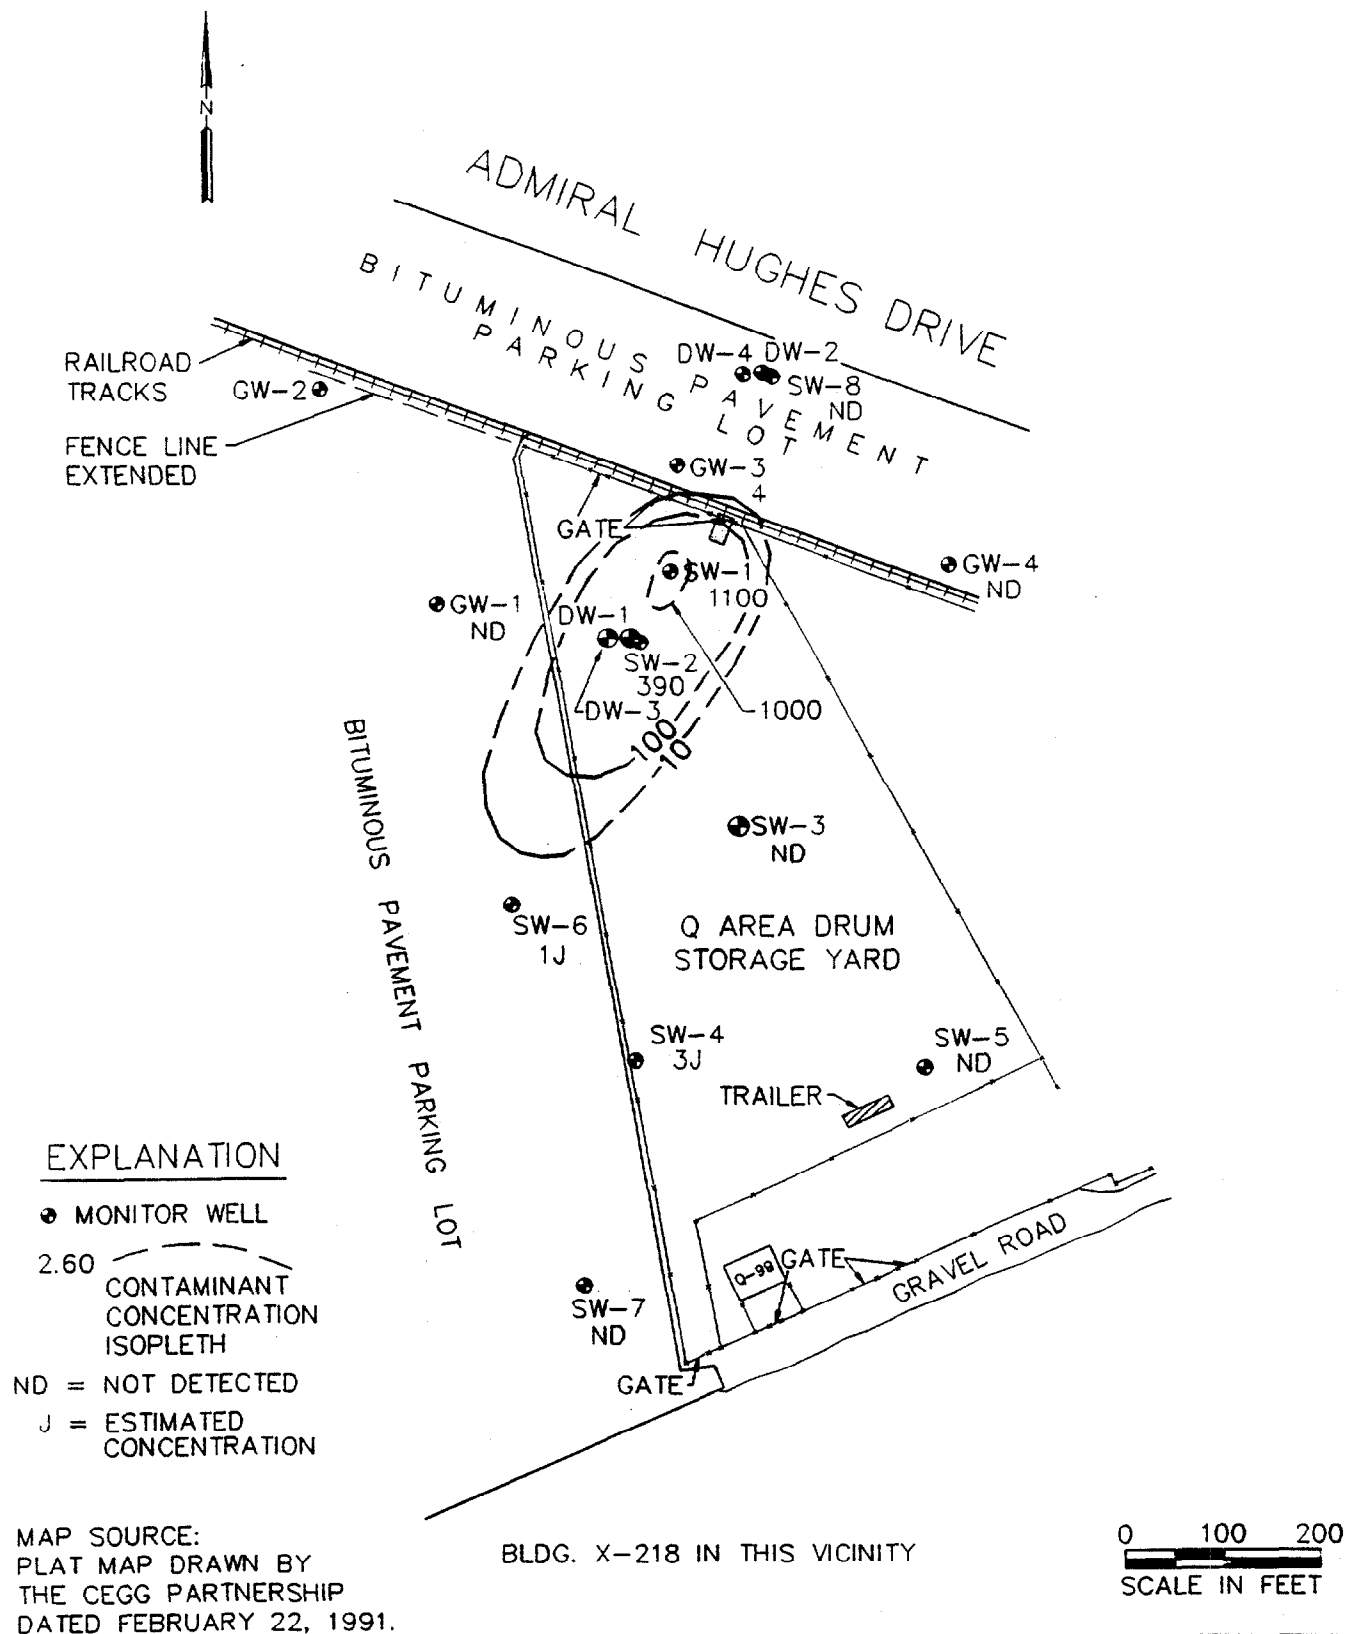 N
ADMIRAL HUGHES DRIVE
BITUMINOUS PAVEMENT
PARKING LOT
RAILROAD
TRACKS
GW-2
FENCE LINE
EXTENDED
DW-4 DW-2
SW-8
ND
GW-3
4
GATE
GW-4
ND
SW-1
1100
GW-1
ND
DW-1
SW-2
390
DW-3
1000
100
10
BITUMINOUS PAVEMENT PARKING LOT
SW-3
ND
SW-6
1J
Q AREA DRUM
STORAGE YARD
SW-4
3J
SW-5
ND
TRAILER
EXPLANATION
MONITOR WELL
2.60
CONTAMINANT
CONCENTRATION
ISOPLETH
ND = NOT DETECTED
J = ESTIMATED
CONCENTRATION
Q-98
GATE
GRAVEL ROAD
SW-7
ND
GATE
MAP SOURCE:
PLAT MAP DRAWN BY
THE CEGG PARTNERSHIP
DATED FEBRUARY 22, 1991.
BLDG. X-218 IN THIS VICINITY
0 100 200
SCALE IN FEET